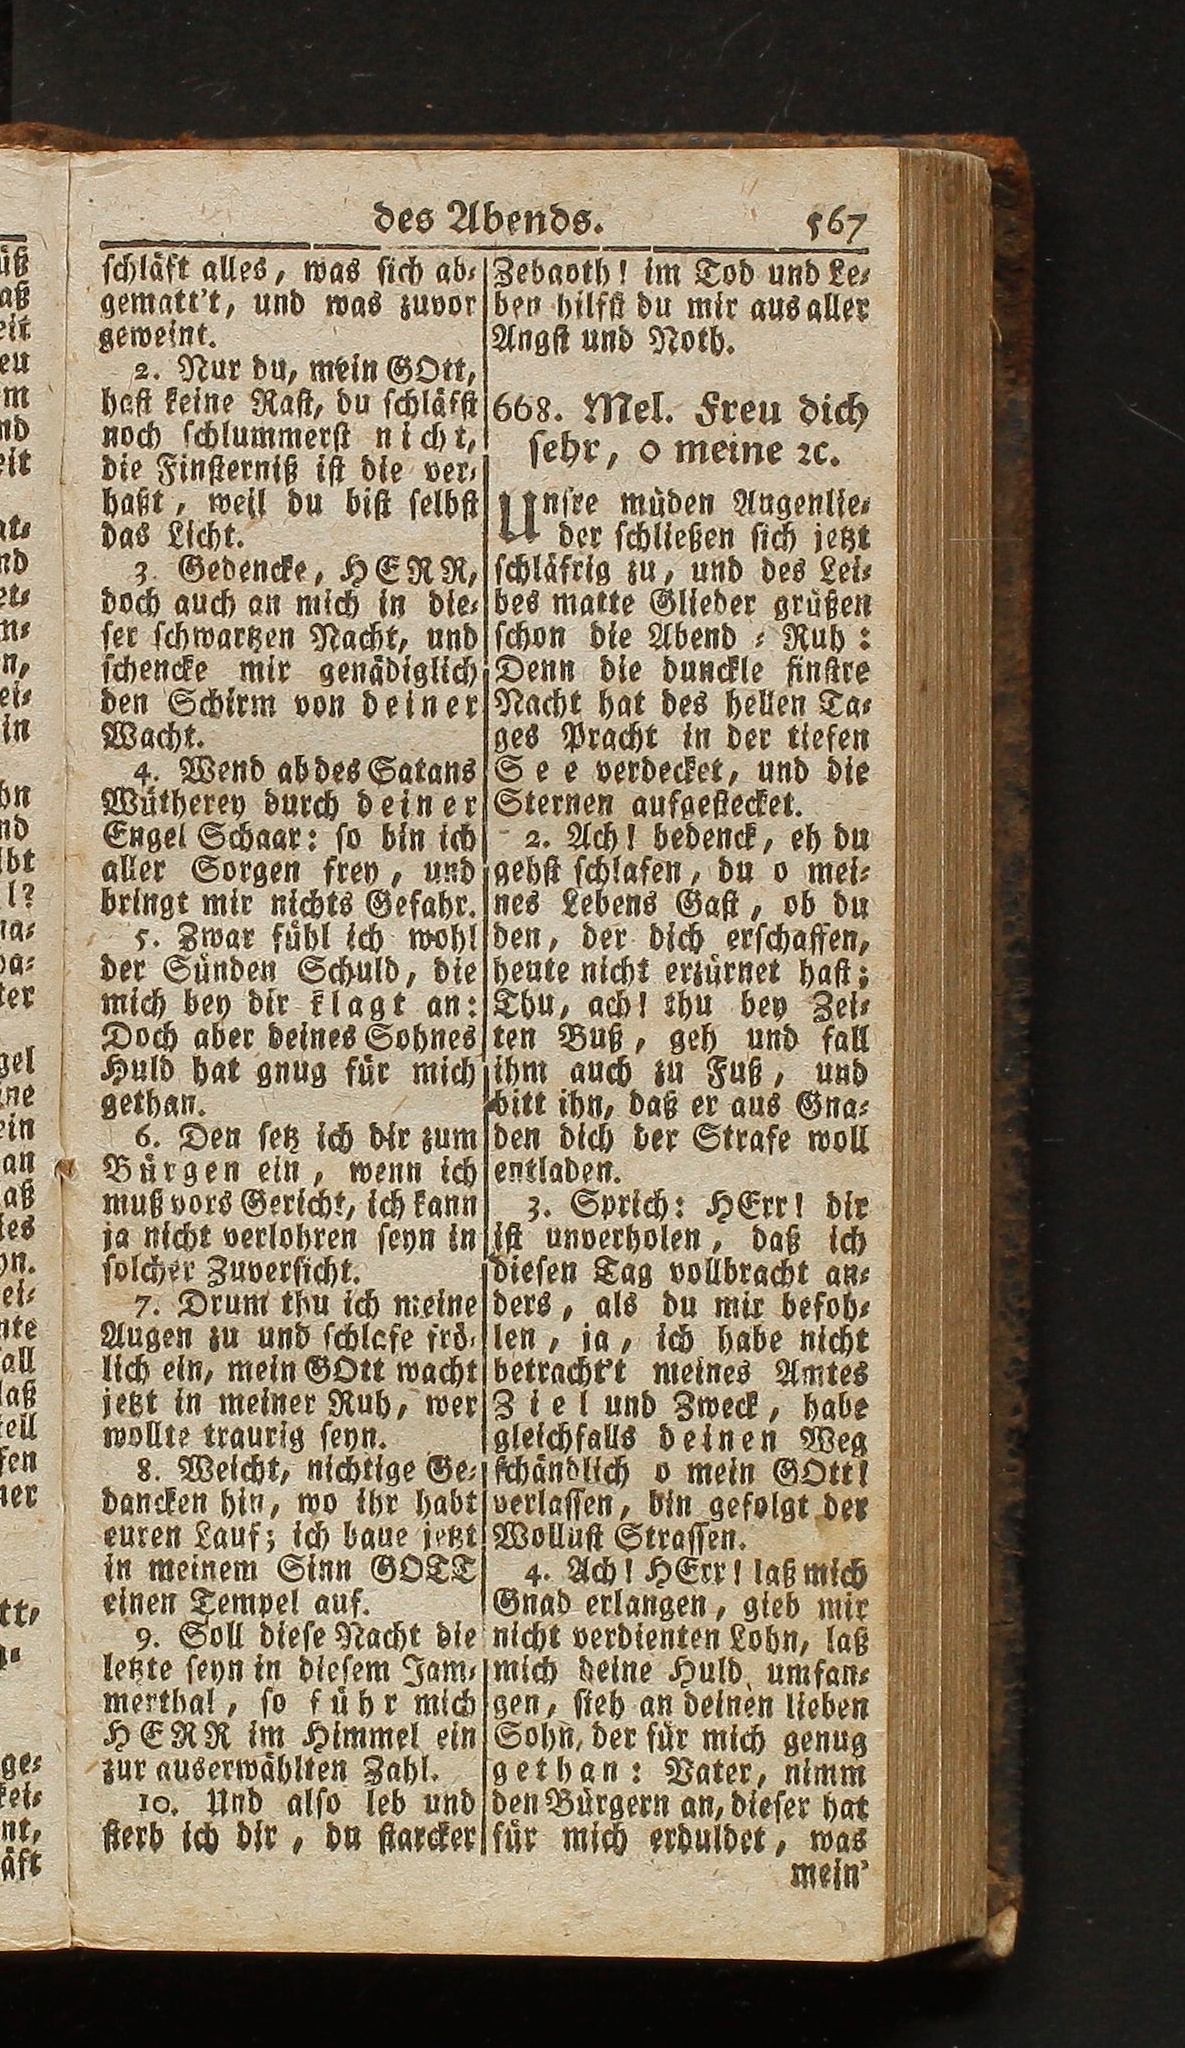 des Abends. 567
schläft alles, was sich ab-
gematt't, und was zuvor
geweint.
2. Nur du, mein GOtt,
hast keine Rast, du schläfst
noch schlummerst nicht,
die Finsterniß ist die ver-
haßt, weil du bist selbst
das Licht.
3. Gedencke, HERR,
doch auch an mich in die-
ser schwartzen Nacht, und
schencke mir genädiglich
den Schirm von deiner
Wacht.
4. Wend ab des Satans
Wütherey durch deiner
Engel Schaar: so bin ich
aller Sorgen frey, und
bringt mir nichts Gefahr.
5. Zwar fühl ich wohl
der Sünden Schuld, die
mich bey dir klagt an:
Doch aber deines Sohnes
Huld hat gnug für mich
gethan.
6. Den setz ich dir zum
Bürgen ein, wenn ich
muß vors Gericht, ich kann
ja nicht verlohren seyn in
solcher Zuversicht.
7. Drum thu ich meine
Augen zu und schlafe frö-
lich ein, mein GOtt wacht
jetzt in meiner Ruh, wer
wollte traurig seyn.
8. Weicht, nichtige Ge-
dancken hin, wo ihr habt
euren Lauf; ich baue jetzt
in meinem Sinn GOTT
einen Tempel auf.
9. Soll diese Nacht die
letzte seyn in diesem Jam-
merthal, so führ mich
HERR im Himmel ein
zur auserwählten Zahl.
10. Und also leb und
sterb ich dir, du starcker
Zebaoth! im Tod und Le-
ben hilfst du mir aus aller
Angst und Noth.
668. Mel. Freu dich
sehr, o meine ꝛc.
Unsre müden Augenlie-
der schließen sich jetzt
schläfrig zu, und des Lei-
bes matte Glieder grüßen
schon die Abend-Ruh:
Denn die dunckle finstre
Nacht hat des hellen Ta-
ges Pracht in der tiefen
See verdecket, und die
Sternen aufgestecket.
2. Ach! bedenck, eh du
gehst schlafen, du o mei-
nes Lebens Gast, ob du
den, der dich erschaffen,
heute nicht erzürnet hast;
Thu, ach! thu bey Zei-
ten Buß, geh und fall
ihm auch zu Fuß, und
bitt ihn, daß er aus Gna-
den dich der Strafe woll
entladen.
3. Sprich: HErr! dir
ist unverholen, daß ich
diesen Tag vollbracht an-
ders, als du mir befoh-
len, ja, ich habe nicht
betracht't meines Amtes
Ziel und Zweck, habe
gleichfalls deinen Weg
schändlich o mein GOtt!
verlassen, bin gefolgt der
Wollust Strassen.
4. Ach! HErr! laß mich
Gnad erlangen, gieb mir
nicht verdienten Lohn, laß
mich deine Huld umfan-
gen, sieh an deinen lieben
Sohn, der für mich genug
gethan: Vater, nimm
den Bürgern an, dieser hat
für mich erduldet, was
mein'